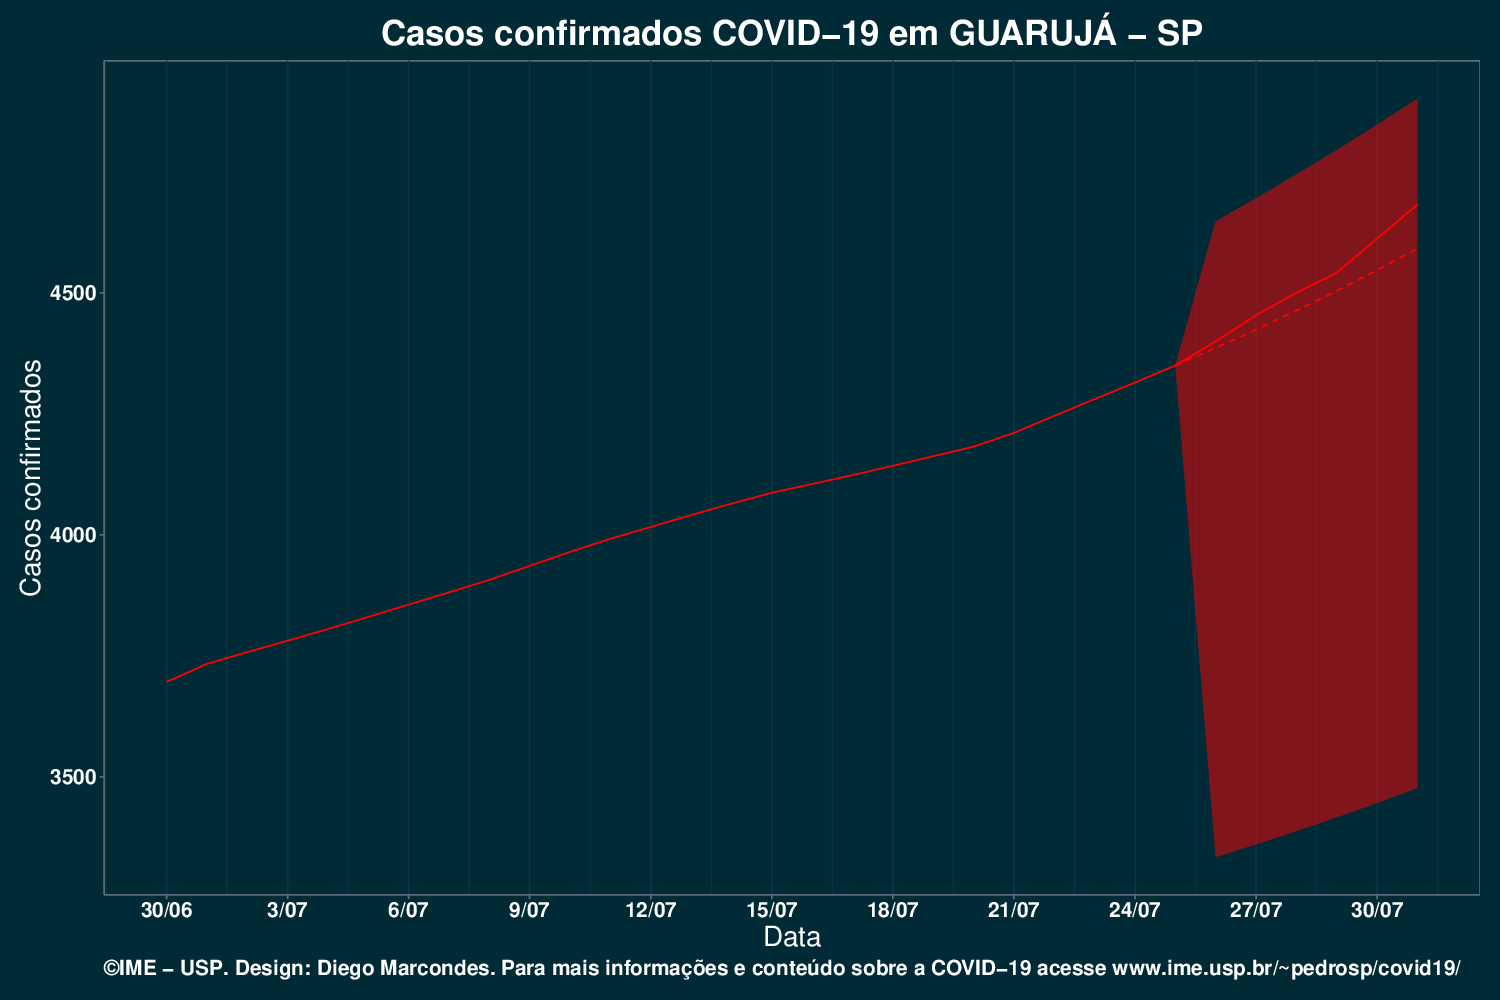 Casos confirmados COVID−19 em GUARUJÁ − SP
Casos confirmados
4500
4000
3500
30/06 3/07 6/07 9/07 12/07 15/07 18/07 21/07 24/07 27/07 30/07
Data
©IME − USP. Design: Diego Marcondes. Para mais informações e conteúdo sobre a COVID−19 acesse www.ime.usp.br/~pedrosp/covid19/